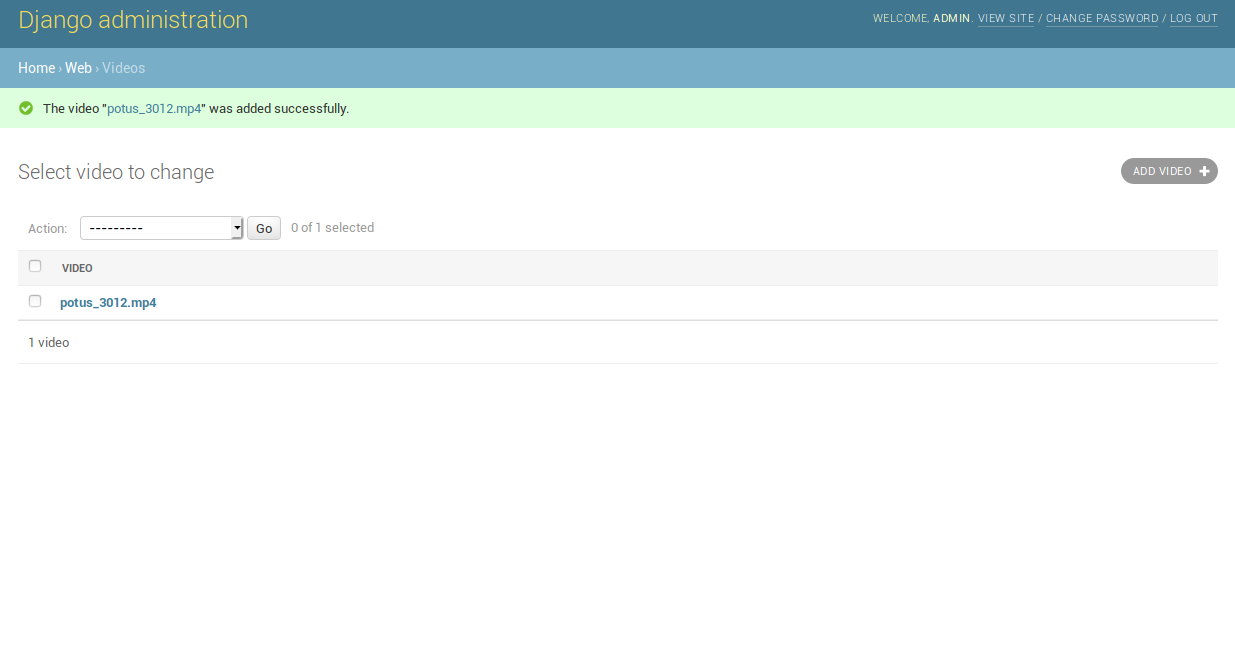 Django administration
WELCOME, ADMIN. VIEW SITE / CHANGE PASSWORD / LOG OUT
Home › Web › Videos
The video "potus_3012.mp4" was added successfully.
Select video to change
ADD VIDEO
Action: --------- Go 0 of 1 selected
VIDEO
potus_3012.mp4
1 video